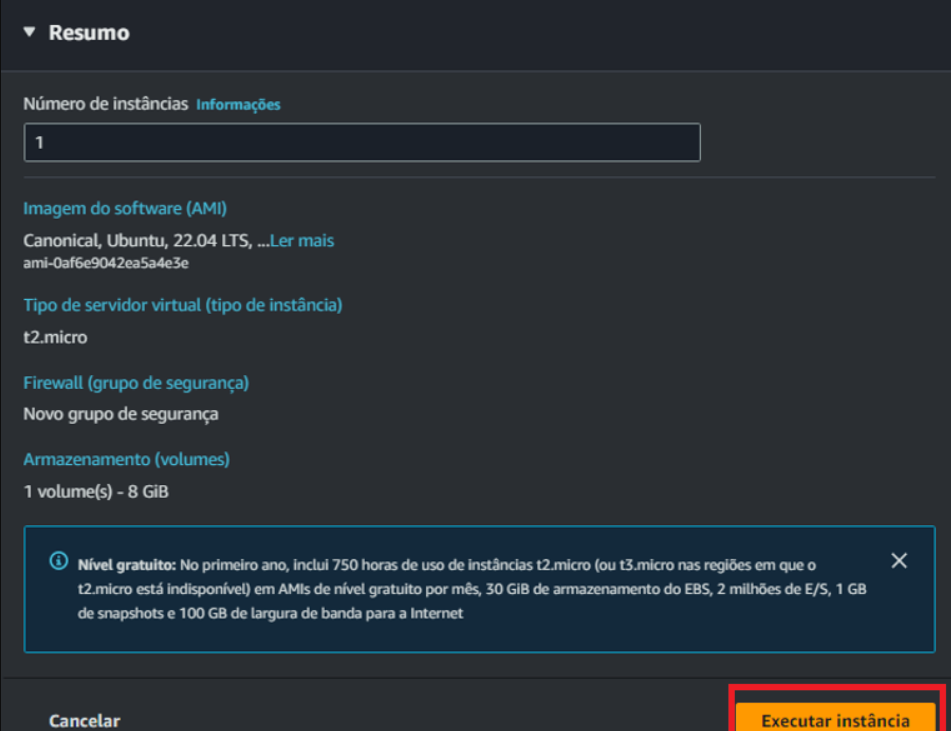 Resumo
Número de instâncias Informações
1
Imagem do software (AMI)
Canonical, Ubuntu, 22.04 LTS, ...Ler mais
ami-0af6e9042ea5a4e3e
Tipo de servidor virtual (tipo de instância)
t2.micro
Firewall (grupo de segurança)
Novo grupo de segurança
Armazenamento (volumes)
1 volume(s) - 8 GiB
Nível gratuito: No primeiro ano, inclui 750 horas de uso de instâncias t2.micro (ou t3.micro nas regiões em que o
t2.micro está indisponível) em AMIs de nível gratuito por mês, 30 GiB de armazenamento do EBS, 2 milhões de E/S, 1 GB
de snapshots e 100 GB de largura de banda para a Internet
Cancelar
Executar instância